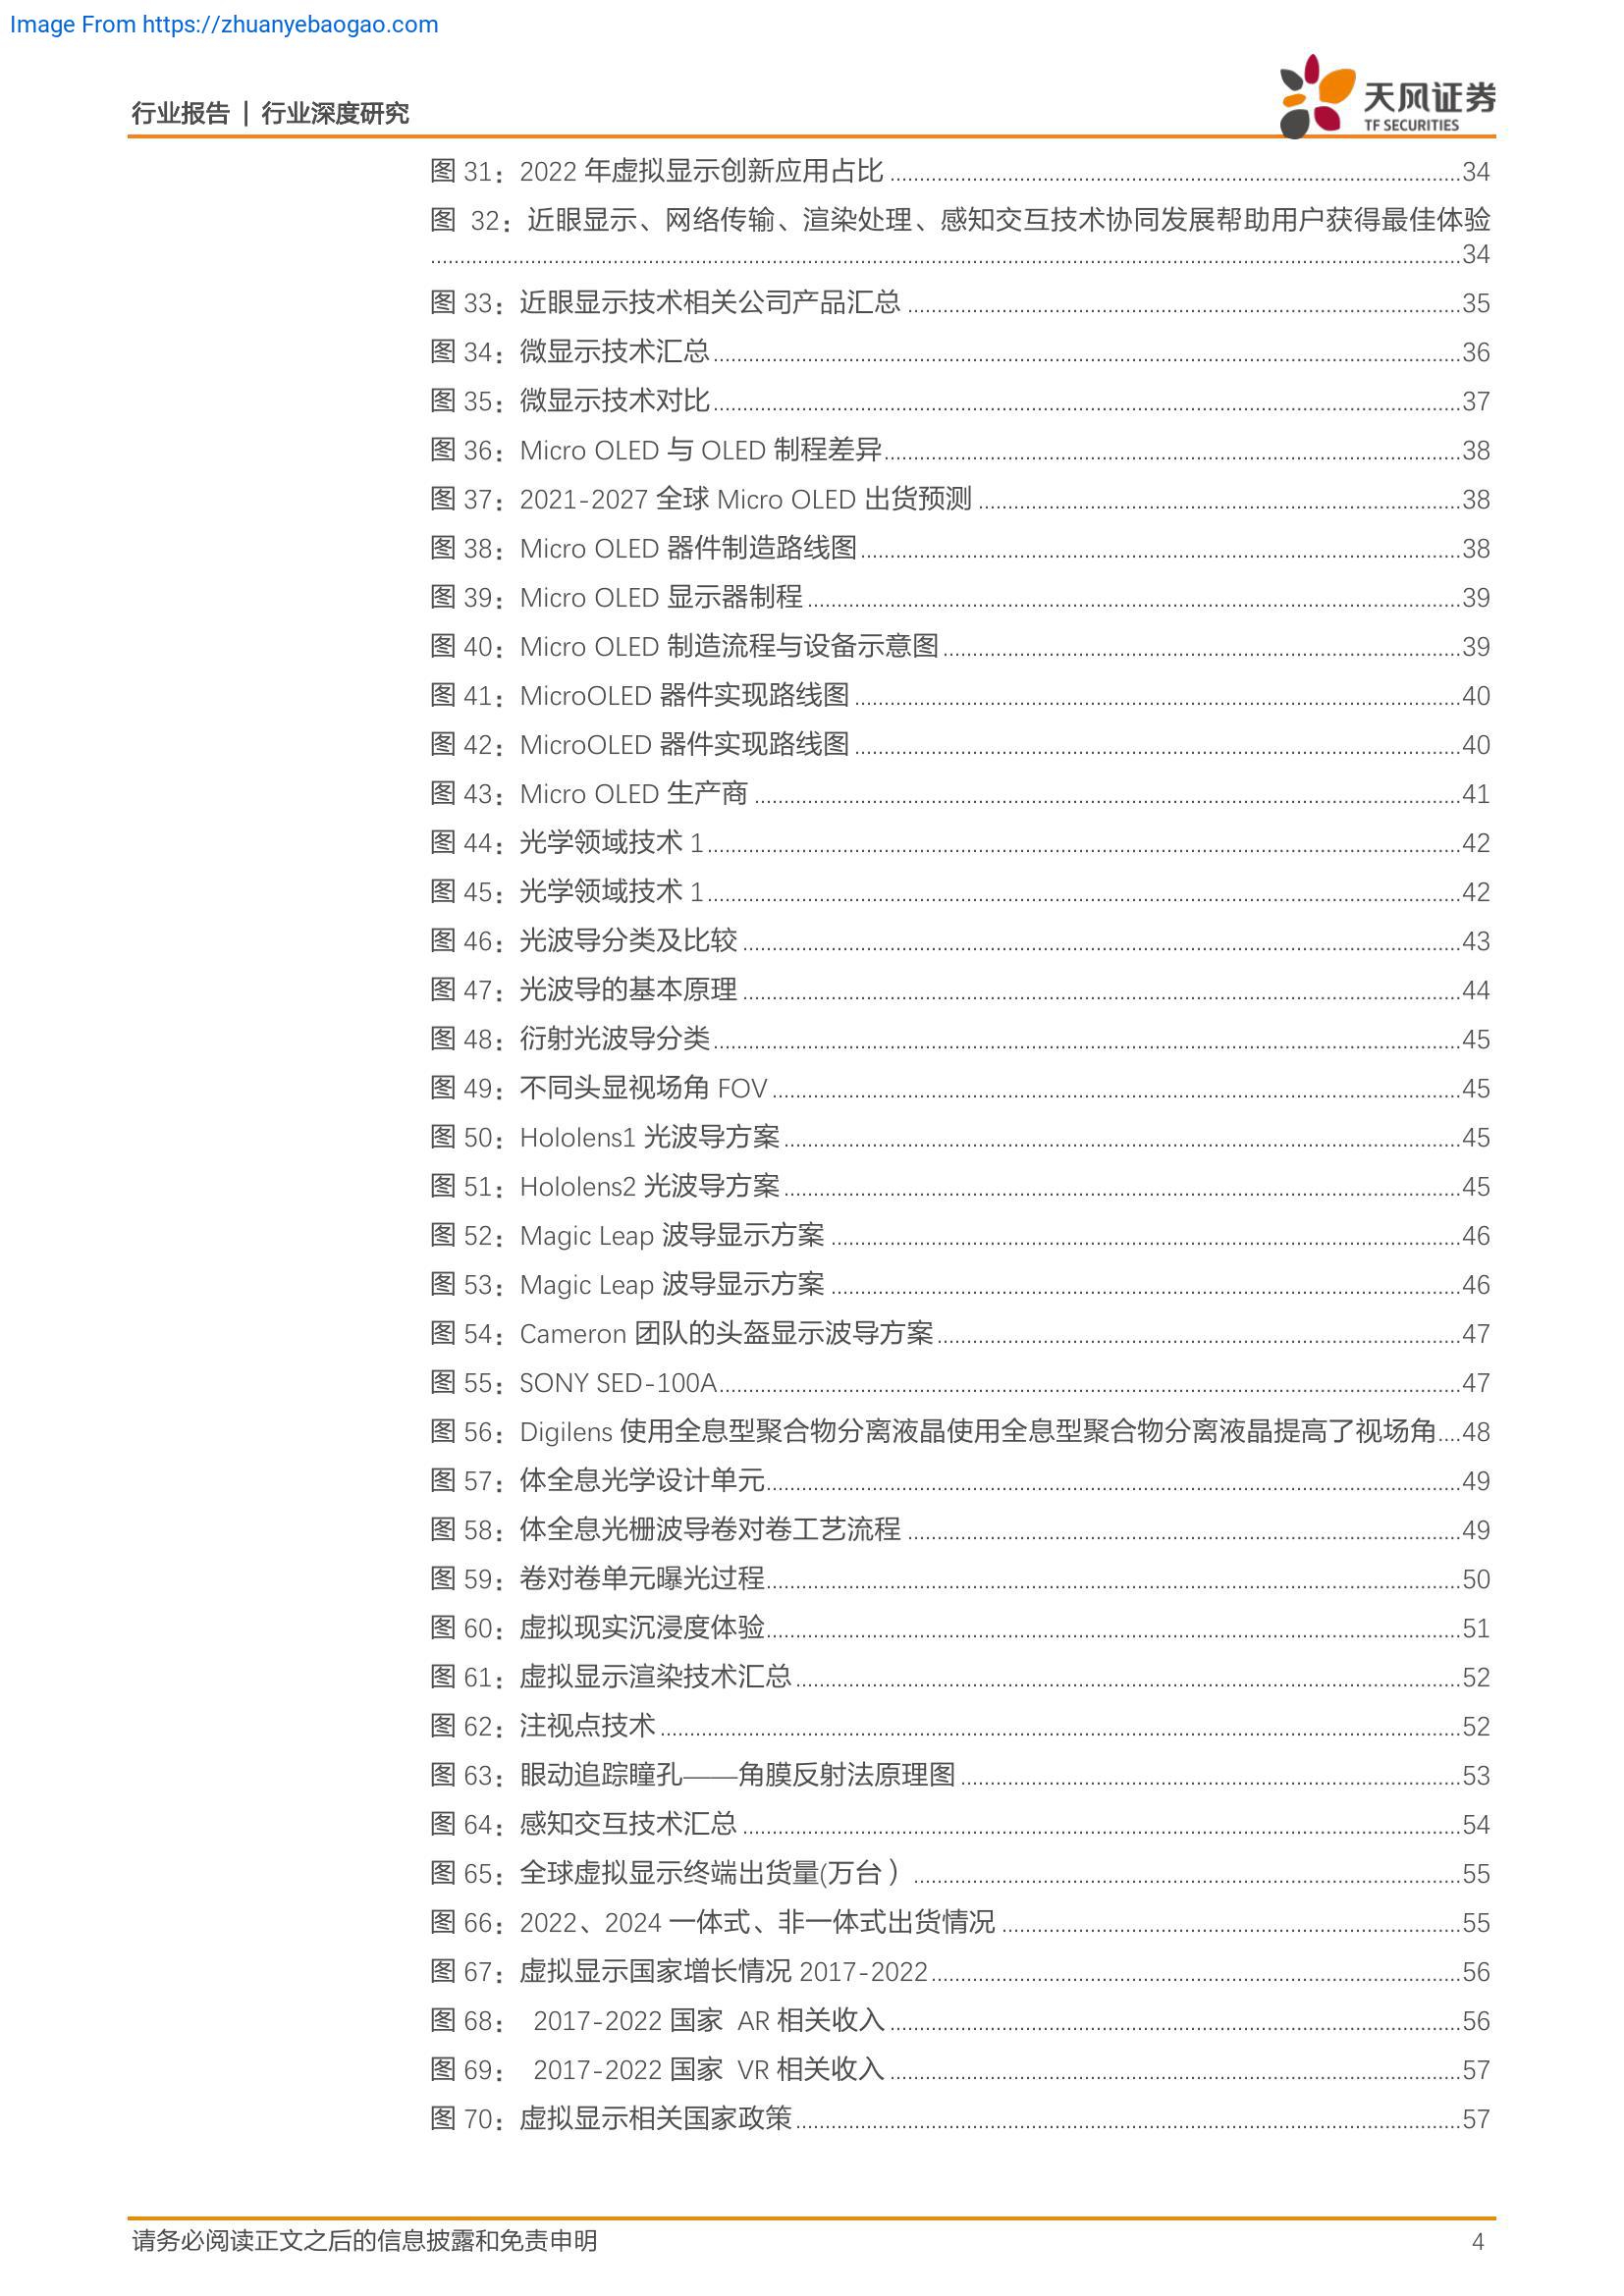 Image From https://zhuanyebaogao.com
行业报告 | 行业深度研究
天风证券
TF SECURITIES
图 31：2022 年虚拟显示创新应用占比 ........ 34
图 32：近眼显示、网络传输、渲染处理、感知交互技术协同发展帮助用户获得最佳体验
........ 34
图 33：近眼显示技术相关公司产品汇总 ........ 35
图 34：微显示技术汇总 ........ 36
图 35：微显示技术对比 ........ 37
图 36：Micro OLED 与 OLED 制程差异 ........ 38
图 37：2021-2027 全球 Micro OLED 出货预测 ........ 38
图 38：Micro OLED 器件制造路线图 ........ 38
图 39：Micro OLED 显示器制程 ........ 39
图 40：Micro OLED 制造流程与设备示意图 ........ 39
图 41：MicroOLED 器件实现路线图 ........ 40
图 42：MicroOLED 器件实现路线图 ........ 40
图 43：Micro OLED 生产商 ........ 41
图 44：光学领域技术 1 ........ 42
图 45：光学领域技术 1 ........ 42
图 46：光波导分类及比较 ........ 43
图 47：光波导的基本原理 ........ 44
图 48：衍射光波导分类 ........ 45
图 49：不同头显视场角 FOV ........ 45
图 50：Hololens1 光波导方案 ........ 45
图 51：Hololens2 光波导方案 ........ 45
图 52：Magic Leap 波导显示方案 ........ 46
图 53：Magic Leap 波导显示方案 ........ 46
图 54：Cameron 团队的头盔显示波导方案 ........ 47
图 55：SONY SED-100A ........ 47
图 56：Digilens 使用全息型聚合物分离液晶使用全息型聚合物分离液晶提高了视场角 .... 48
图 57：体全息光学设计单元 ........ 49
图 58：体全息光栅波导卷对卷工艺流程 ........ 49
图 59：卷对卷单元曝光过程 ........ 50
图 60：虚拟现实沉浸度体验 ........ 51
图 61：虚拟显示渲染技术汇总 ........ 52
图 62：注视点技术 ........ 52
图 63：眼动追踪瞳孔——角膜反射法原理图 ........ 53
图 64：感知交互技术汇总 ........ 54
图 65：全球虚拟显示终端出货量(万台） ........ 55
图 66：2022、2024 一体式、非一体式出货情况 ........ 55
图 67：虚拟显示国家增长情况 2017-2022 ........ 56
图 68： 2017-2022 国家 AR 相关收入 ........ 56
图 69： 2017-2022 国家 VR 相关收入 ........ 57
图 70：虚拟显示相关国家政策 ........ 57
请务必阅读正文之后的信息披露和免责申明 4